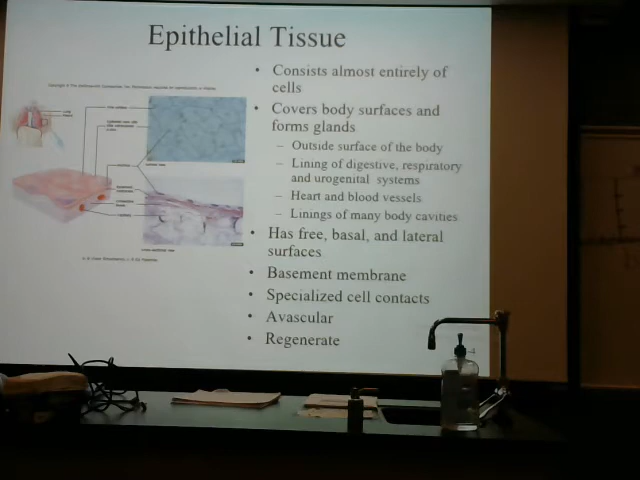 Epithelial Tissue
• Consists almost entirely of
cells
• Covers body surfaces and
forms glands
– Outside surface of the body
– Lining of digestive, respiratory
and urogenital systems
– Heart and blood vessels
– Linings of many body cavities
• Has free, basal, and lateral
surfaces
• Basement membrane
• Specialized cell contacts
• Avascular
• Regenerate